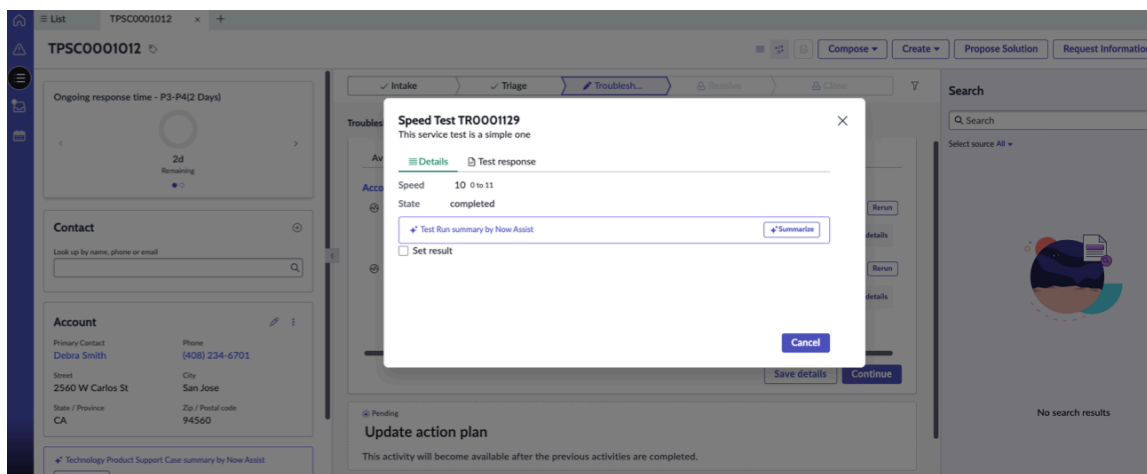 List
TPSC0001012
TPSC0001012
Compose
Create
Propose Solution
Request Information
Ongoing response time - P3-P4(2 Days)
2d
Remaining
Contact
Look up by name, phone or email
Account
Primary Contact
Phone
Debra Smith
(408) 234-6701
Street
City
2560 W Carlos St
San Jose
State / Province
Zip / Postal code
CA
94560
Technology Product Support Case summary by Now Assist
Intake
Triage
Troublesh...
Resolve
Close
Speed Test TR0001129
This service test is a simple one
Details
Test response
Speed
10 0 to 11
State
completed
Test Run summary by Now Assist
Summarize
Set result
Cancel
Rerun
details
Rerun
details
Save details
Continue
Pending
Update action plan
This activity will become available after the previous activities are completed.
Search
Search
Select source All
No search results